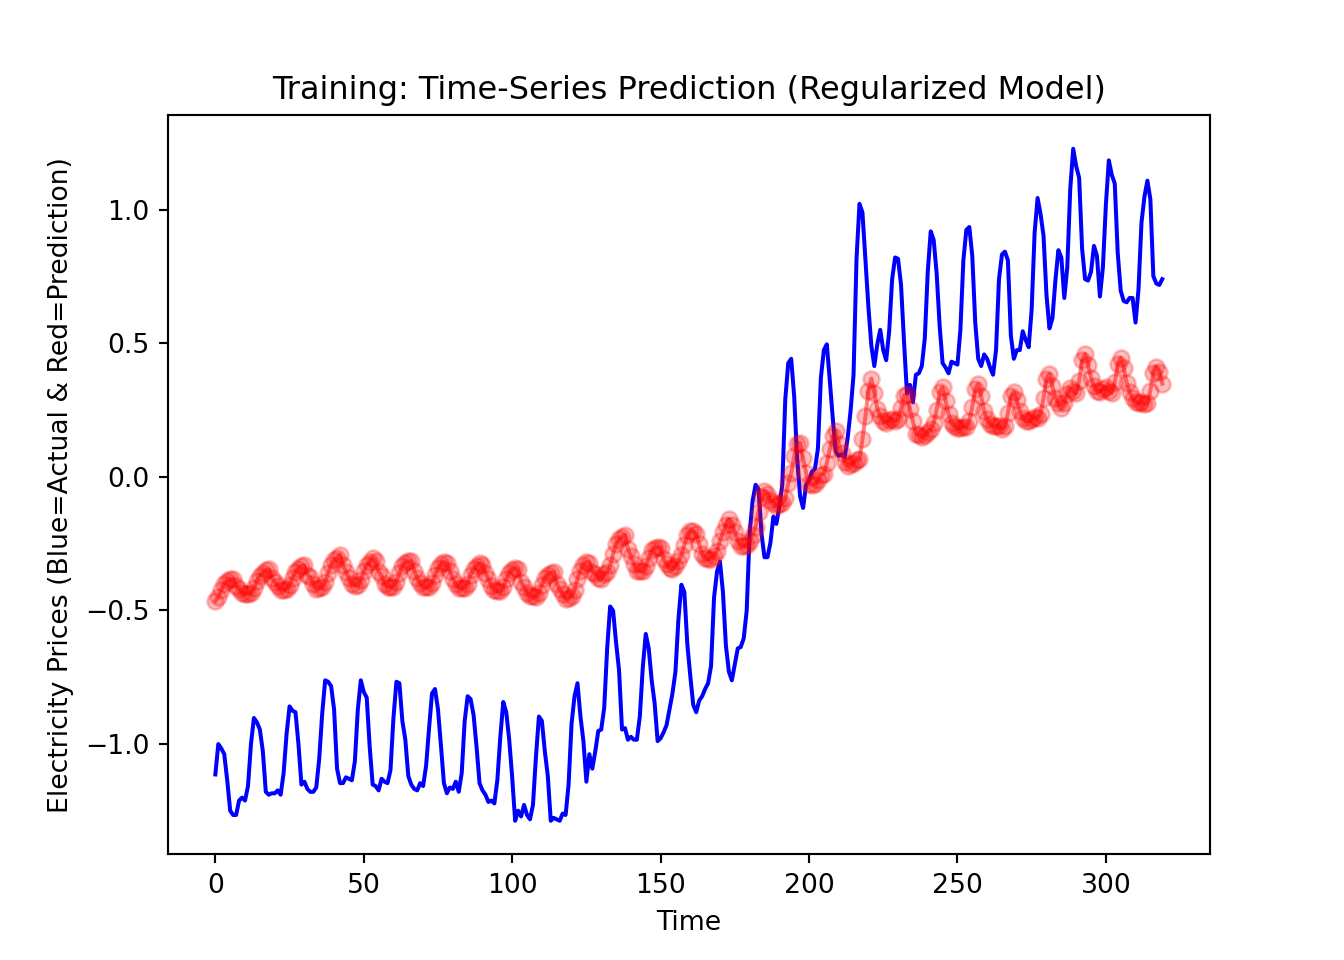 Training: Time-Series Prediction (Regularized Model)
Electricity Prices (Blue=Actual & Red=Prediction)
1.0
0.5
0.0
−0.5
−1.0
0 50 100 150 200 250 300
Time